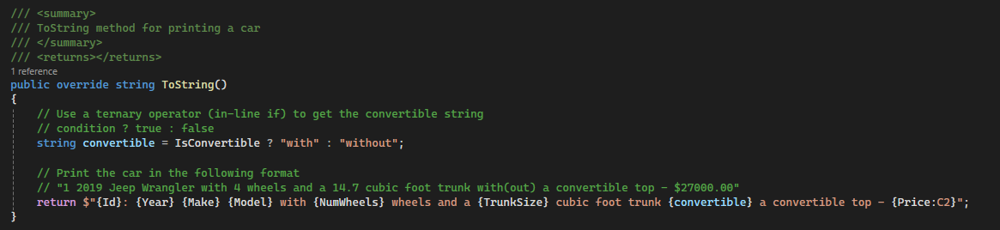 /// <summary>
/// ToString method for printing a car
/// </summary>
/// <returns></returns>
1 reference
public override string ToString()
{
// Use a ternary operator (in-line if) to get the convertible string
// condition ? true : false
string convertible = IsConvertible ? "with" : "without";
// Print the car in the following format
// "1 2019 Jeep Wrangler with 4 wheels and a 14.7 cubic foot trunk with(out) a convertible top - $27000.00"
return $"{Id}: {Year} {Make} {Model} with {NumWheels} wheels and a {TrunkSize} cubic foot trunk {convertible} a convertible top - {Price:C2}";
}